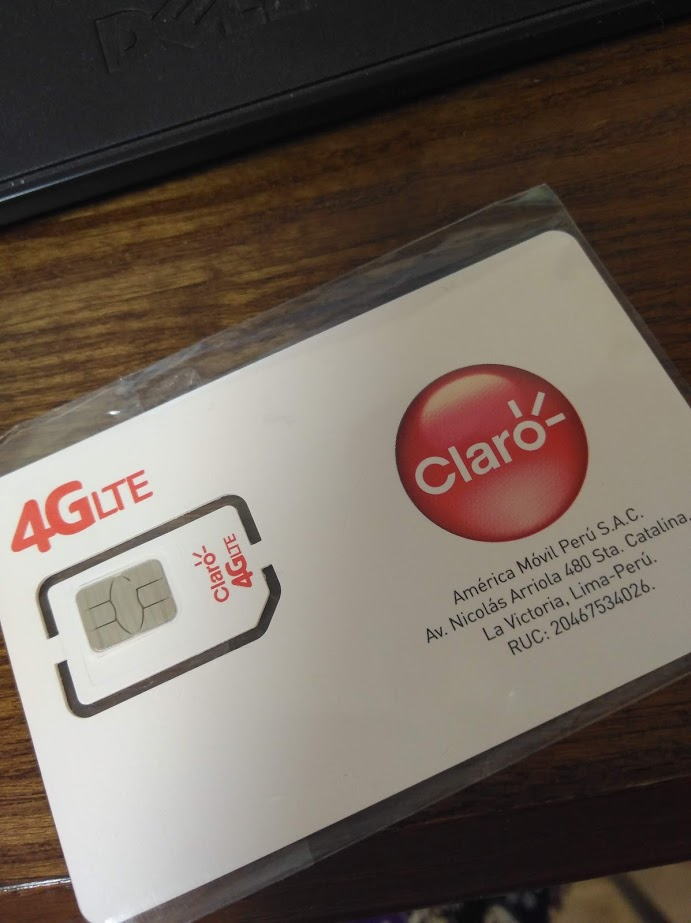 DELL
4GLTE
Claro
4GLTE
Claro
América Móvil Perú S.A.C.
Av. Nicolás Arriola 480 Sta. Catalina,
La Victoria, Lima-Perú.
RUC: 20467534026.